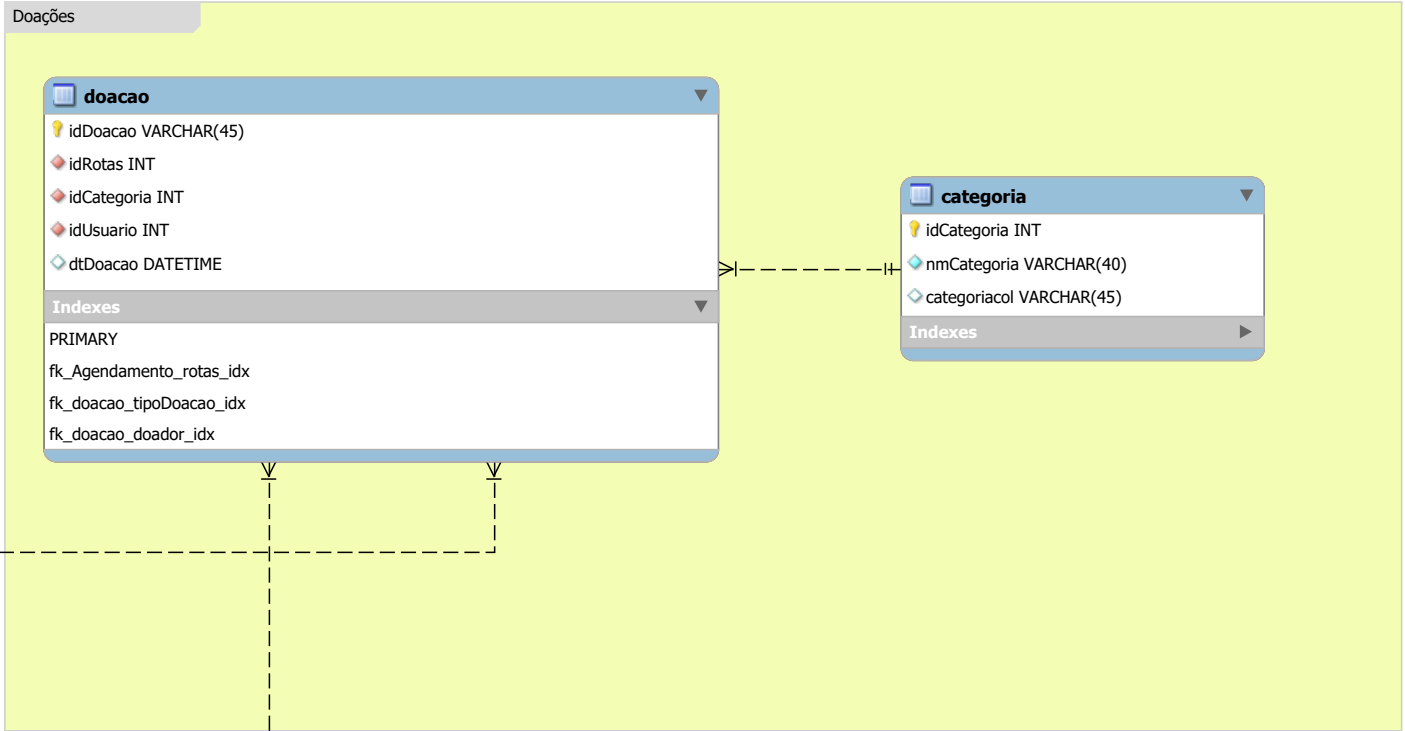 Doações
doacao
idDoacao VARCHAR(45)
idRotas INT
idCategoria INT
idUsuario INT
dtDoacao DATETIME
Indexes
PRIMARY
fk_Agendamento_rotas_idx
fk_doacao_tipoDoacao_idx
fk_doacao_doador_idx
categoria
idCategoria INT
nmCategoria VARCHAR(40)
categoriacol VARCHAR(45)
Indexes